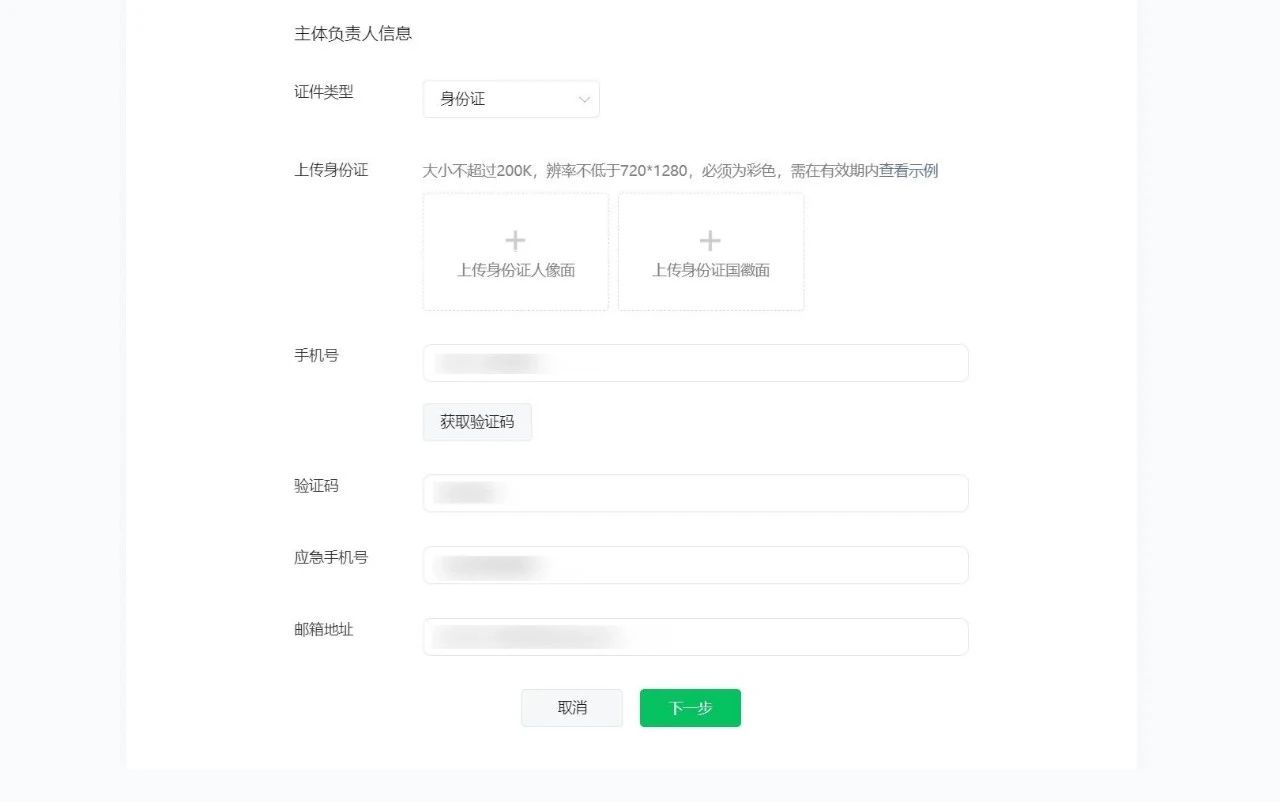 主体负责人信息
证件类型
身份证
上传身份证
大小不超过200K，辨率不低于720*1280，必须为彩色，需在有效期内查看示例
上传身份证人像面
上传身份证国徽面
手机号
获取验证码
验证码
应急手机号
邮箱地址
取消
下一步